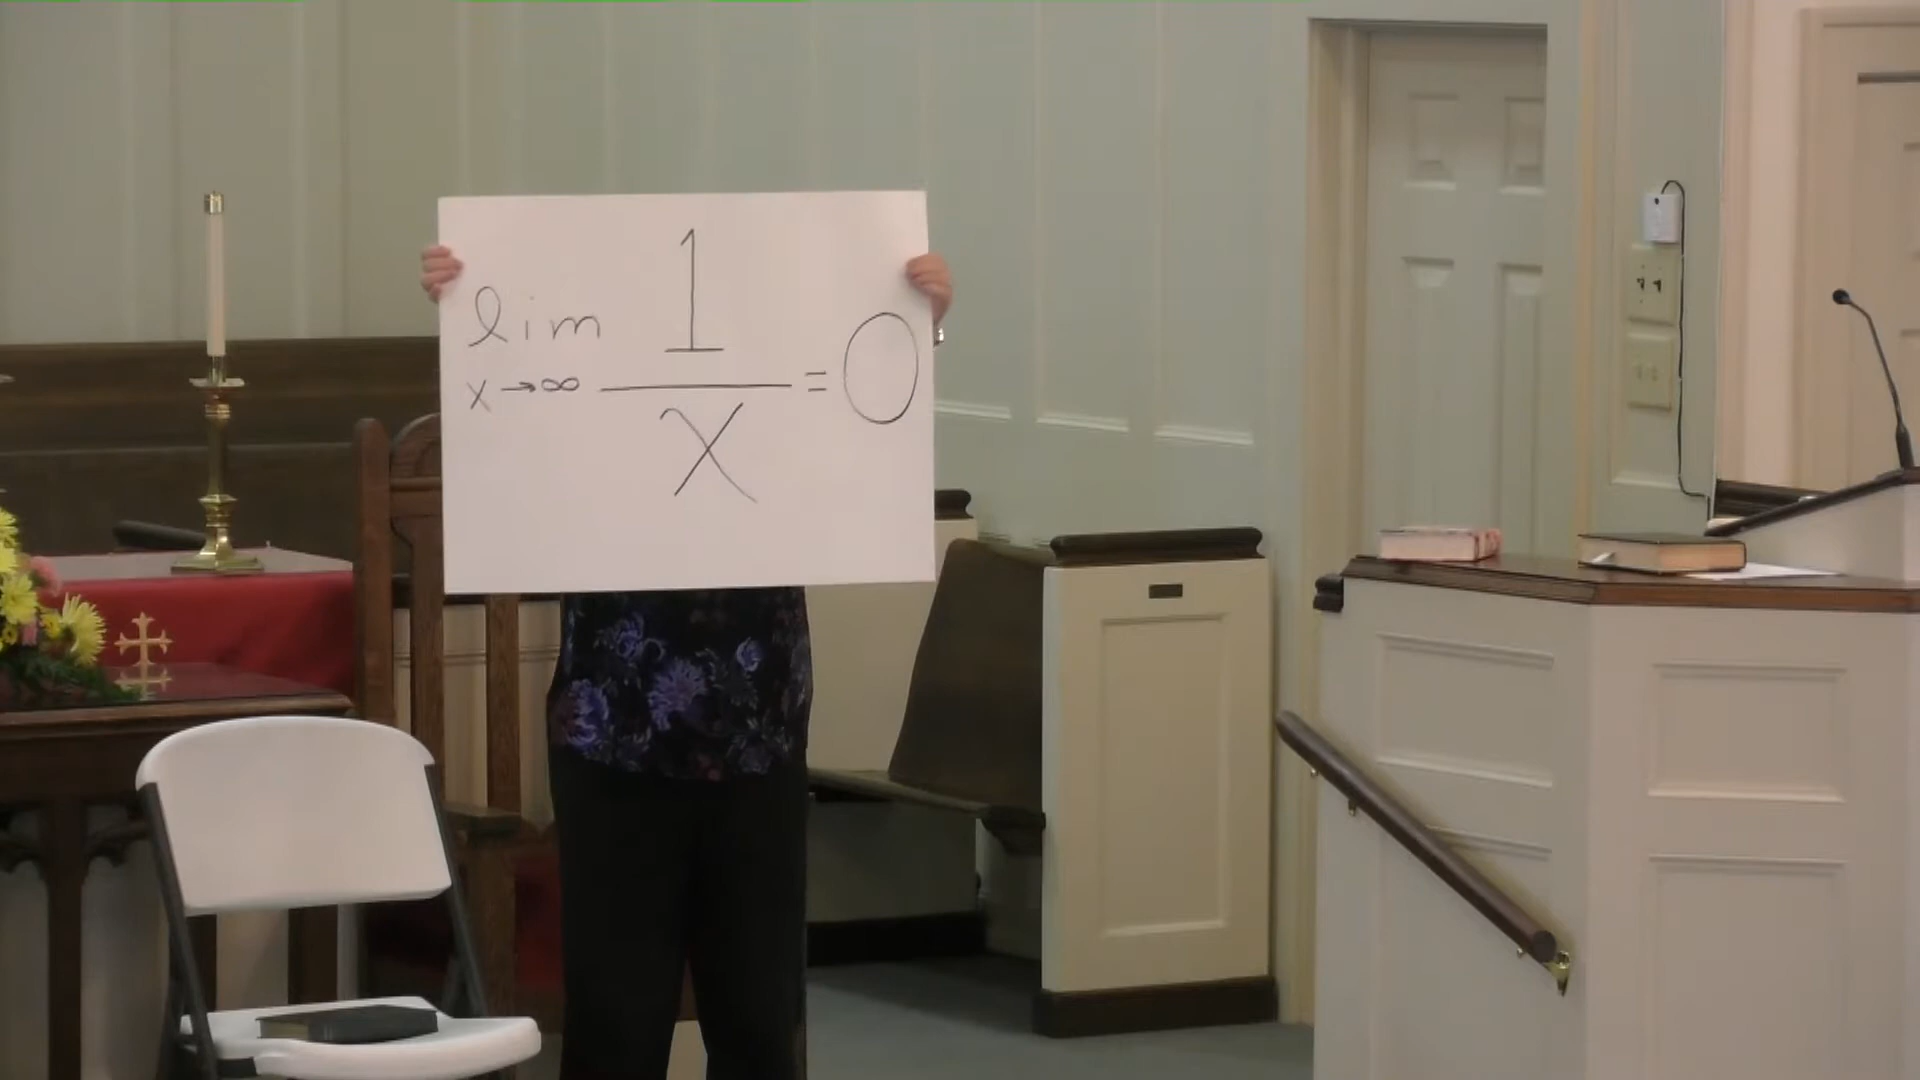 lim 1/x = 0
x→∞